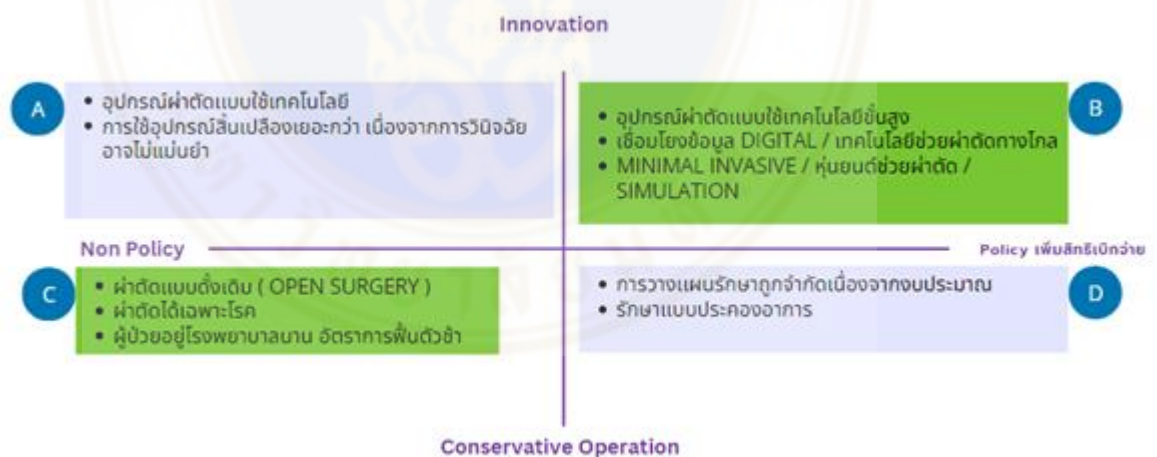 Innovation
A
• อุปกรณ์ผ่าตัดแบบใช้เทคโนโลยี
• การใช้อุปกรณ์สิ้นเปลืองเยอะกว่า เนื่องจากการวินิจฉัย
อาจไม่แม่นยำ
B
• อุปกรณ์ผ่าตัดแบบใช้เทคโนโลยีขั้นสูง
• เชื่อมโยงข้อมูล DIGITAL / เทคโนโลยีช่วยผ่าตัดทางไกล
• MINIMAL INVASIVE / หุ่นยนต์ช่วยผ่าตัด /
SIMULATION
Non Policy
Policy เพิ่มสิทธิเบิกจ่าย
C
• ผ่าตัดแบบดั้งเดิม ( OPEN SURGERY )
• ผ่าตัดได้เฉพาะโรค
• ผู้ป่วยอยู่โรงพยาบาลนาน อัตราการฟื้นตัวช้า
• การวางแผนรักษาถูกจำกัดเนื่องจากงบประมาณ
• รักษาแบบประคองอาการ
D
Conservative Operation